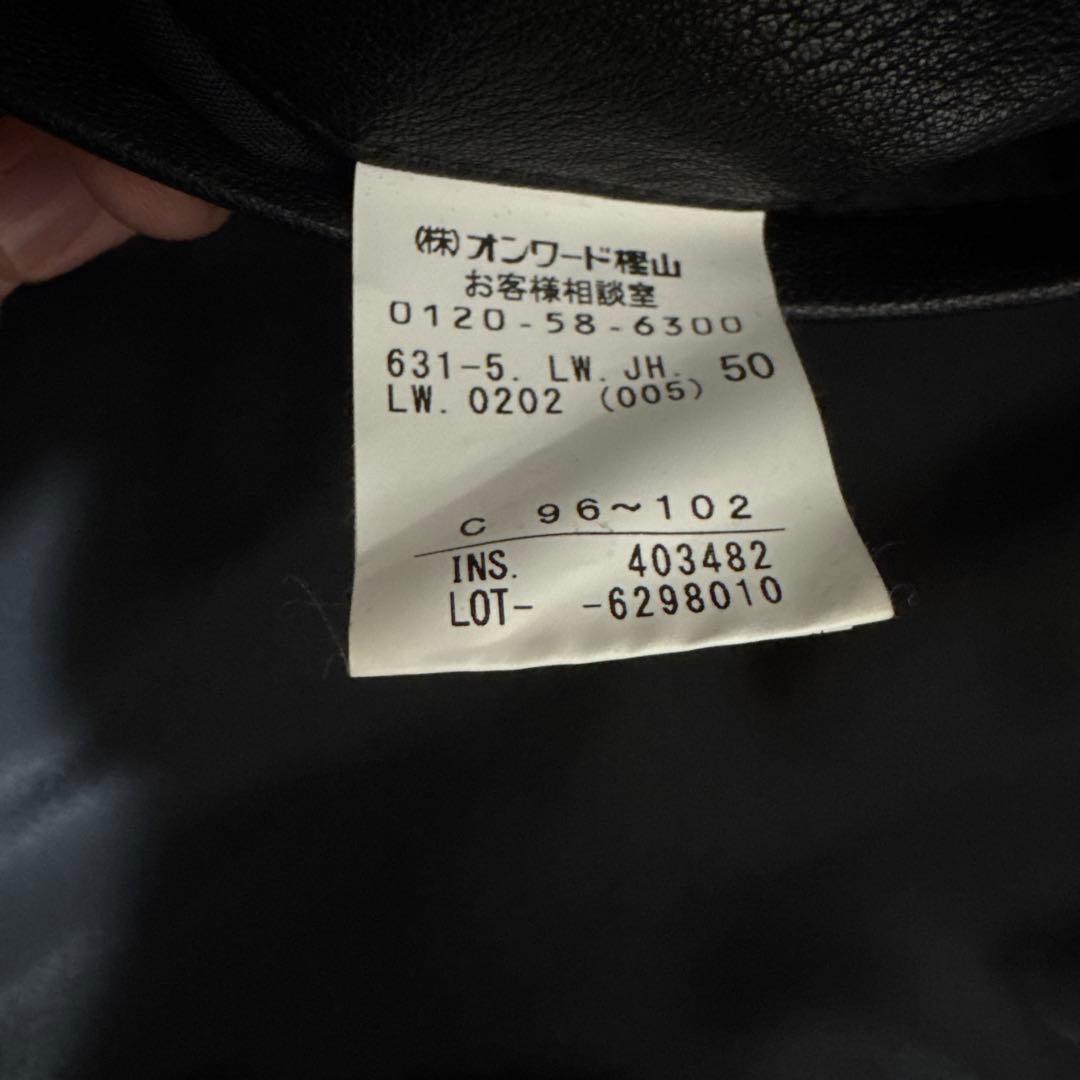 (株)オンワード樫山
お客様相談室
0120-58-6300
631-5. LW. JH. 50
LW. 0202 (005)
C 96~102
INS. 403482
LOT- -6298010